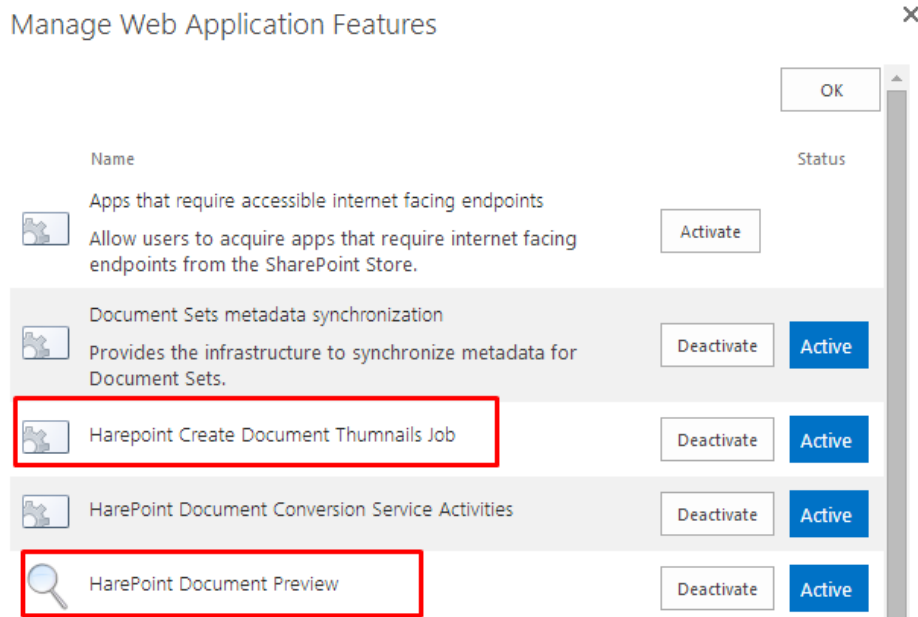 Manage Web Application Features
OK
Name
Status
Apps that require accessible internet facing endpoints
Allow users to acquire apps that require internet facing
endpoints from the SharePoint Store.
Activate
Document Sets metadata synchronization
Provides the infrastructure to synchronize metadata for
Document Sets.
Deactivate
Active
Harepoint Create Document Thumnails Job
Deactivate
Active
HarePoint Document Conversion Service Activities
Deactivate
Active
HarePoint Document Preview
Deactivate
Active